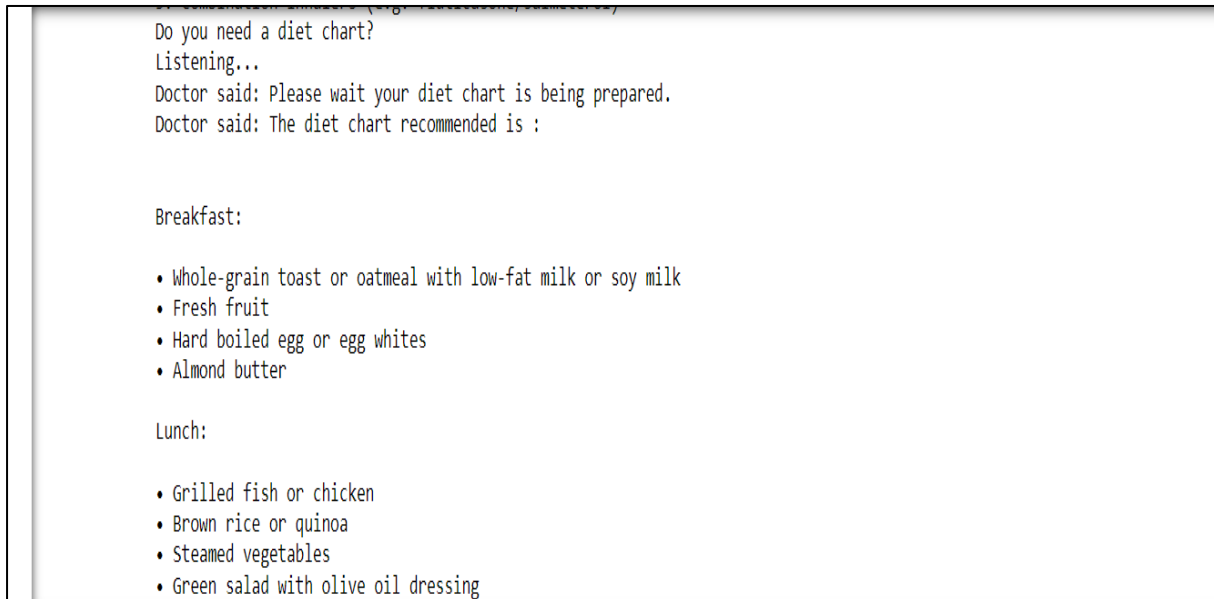 Do you need a diet chart?
Listening...
Doctor said: Please wait your diet chart is being prepared.
Doctor said: The diet chart recommended is :
Breakfast:
• Whole-grain toast or oatmeal with low-fat milk or soy milk
• Fresh fruit
• Hard boiled egg or egg whites
• Almond butter
Lunch:
• Grilled fish or chicken
• Brown rice or quinoa
• Steamed vegetables
• Green salad with olive oil dressing